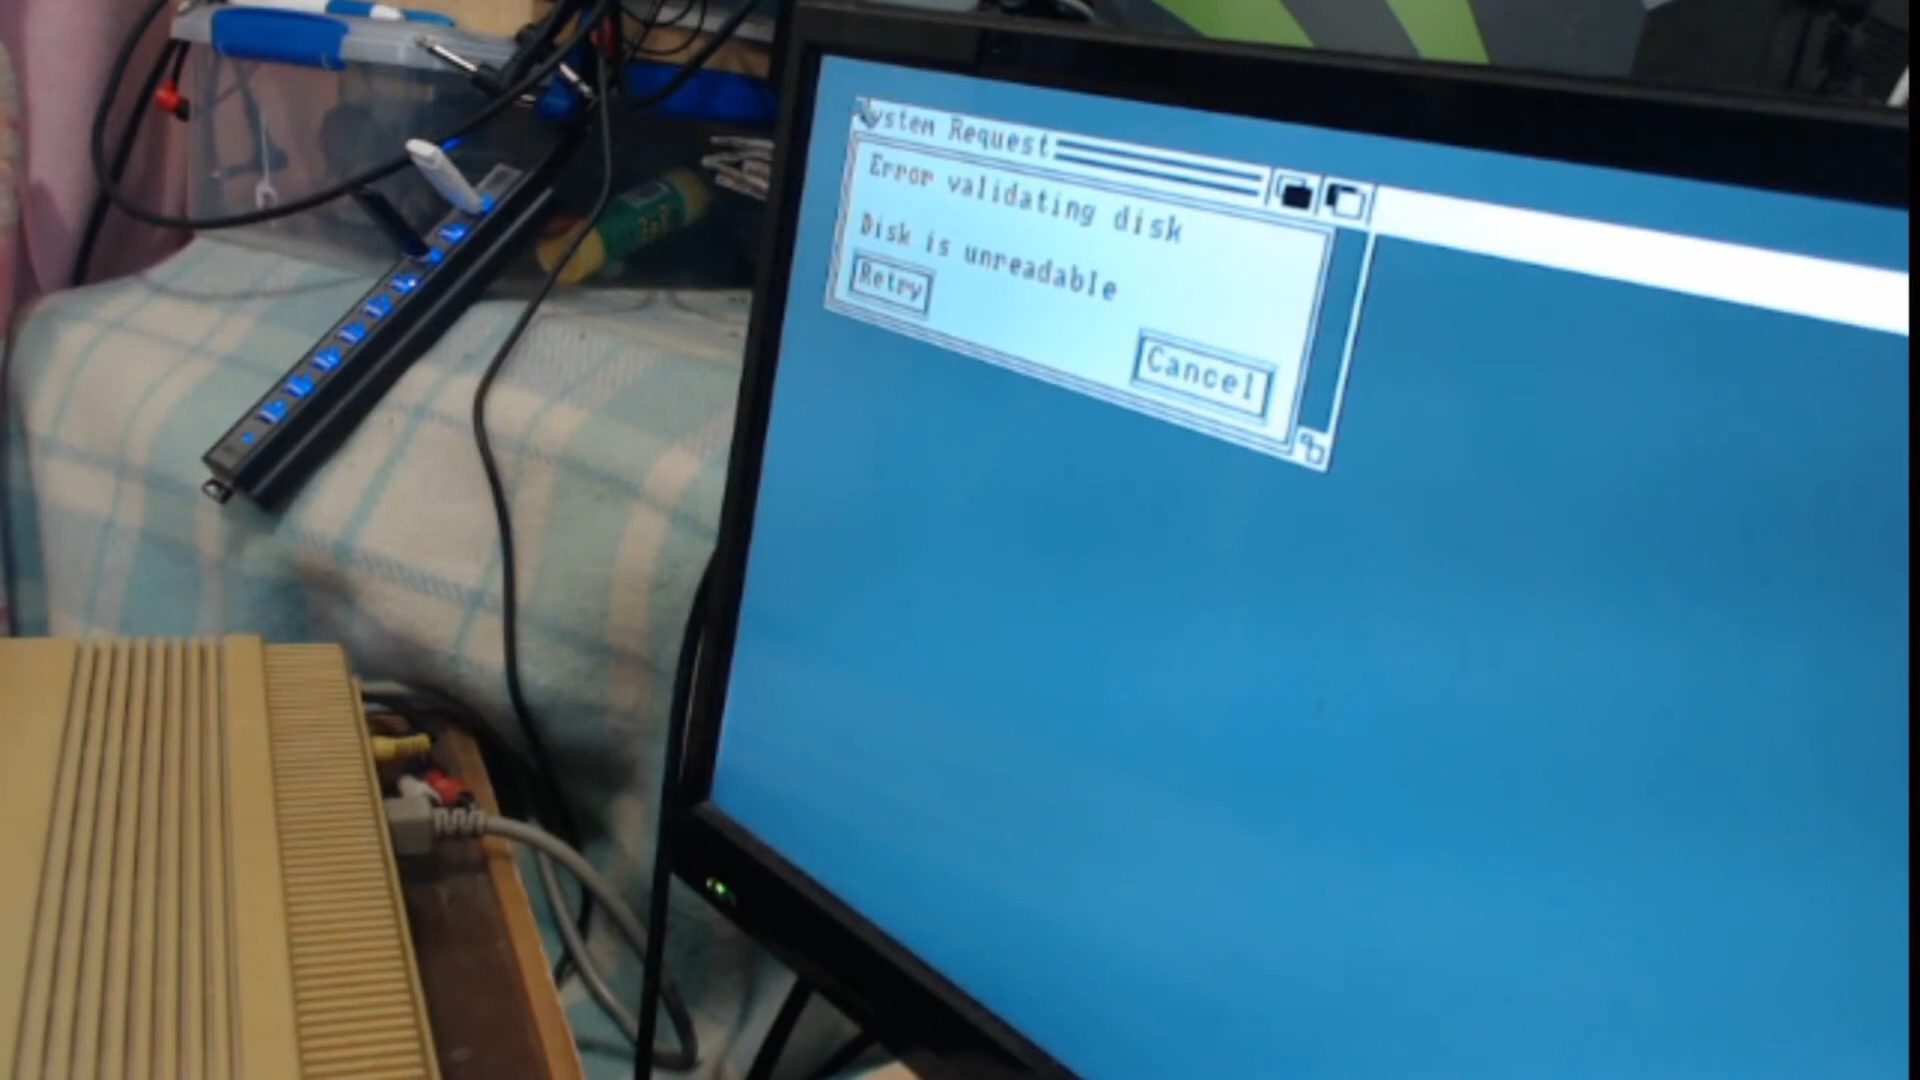 System Request
Error validating disk
Disk is unreadable
Retry
Cancel